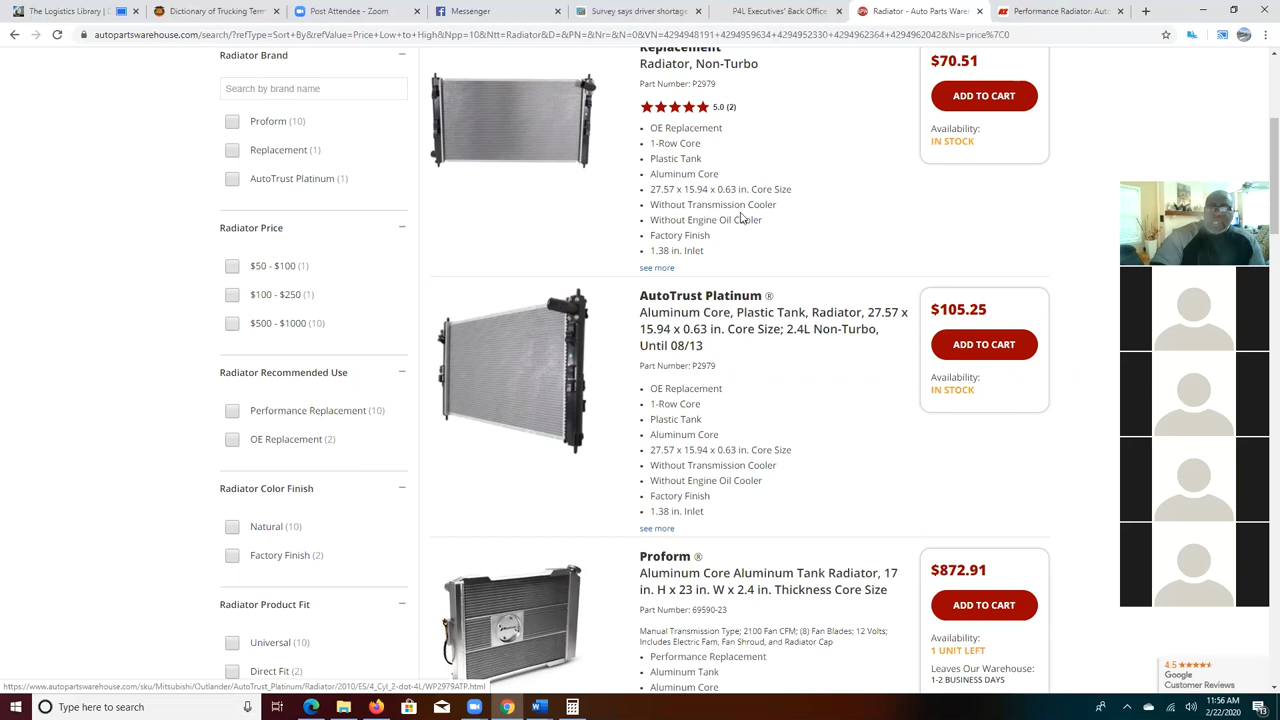 The Logistics Library | Da
Dictionary of Trucking Term
Post Attendee - Zoom
Messenger
Survey says driver shortage
P4L Executives' Back Office
Radiator - Warts
PERFORMANCE RADIATOR: Aut
autopartswarehouse.com/search/?refType=Sort+By&refValue=Price+Low+to+High&Npp=10&Ntt=Radiator&D=&PN=&Nr=&N=0&VN=4294948191+4294959634+4294952330+4294962364+4294962042&Ns=price%7C0
Radiator Brand
Search by brand name
Proform (10)
Replacement (1)
AutoTrust Platinum (1)
Radiator Price
$50 - $100 (1)
$100 - $250 (1)
$500 - $1000 (10)
Radiator Recommended Use
Performance Replacement (10)
OE Replacement (2)
Radiator Color Finish
Natural (10)
Factory Finish (2)
Radiator Product Fit
Universal (10)
Direct Fit (2)
Replacement
Radiator, Non-Turbo
Part Number: P2979
5.0 (2)
OE Replacement
1-Row Core
Plastic Tank
Aluminum Core
27.57 x 15.94 x 0.63 in. Core Size
Without Transmission Cooler
Without Engine Oil Cooler
Factory Finish
1.38 in. Inlet
see more
$70.51
ADD TO CART
Availability:
IN STOCK
AutoTrust Platinum ®
Aluminum Core, Plastic Tank, Radiator, 27.57 x
15.94 x 0.63 in. Core Size; 2.4L Non-Turbo,
Until 08/13
Part Number: P2979
OE Replacement
1-Row Core
Plastic Tank
Aluminum Core
27.57 x 15.94 x 0.63 in. Core Size
Without Transmission Cooler
Without Engine Oil Cooler
Factory Finish
1.38 in. Inlet
see more
$105.25
ADD TO CART
Availability:
IN STOCK
Proform ®
Aluminum Core Aluminum Tank Radiator, 17
in. H x 23 in. W x 2.4 in. Thickness Core Size
Part Number: 69590-23
Manual Transmission Type; 2100 Fan CFM; (8) Fan Blades; 12 Volts;
Includes Electric Fam, Fan Shroud, and Radiator Cap
Performance Replacement
Aluminum Tank
Aluminum Core
$872.91
ADD TO CART
Availability:
1 UNIT LEFT
Leaves Our Warehouse:
1-2 BUSINESS DAYS
4.5
Google
Customer Reviews
https://www.autopartswarehouse.com/sku/Mitsubishi/Outlander/AutoTrust_Platinum/Radiator/2010/ES/4_Cyl_2-dot-4L/WP2979ATP.html
Type here to search
11:56 AM
2/22/2020